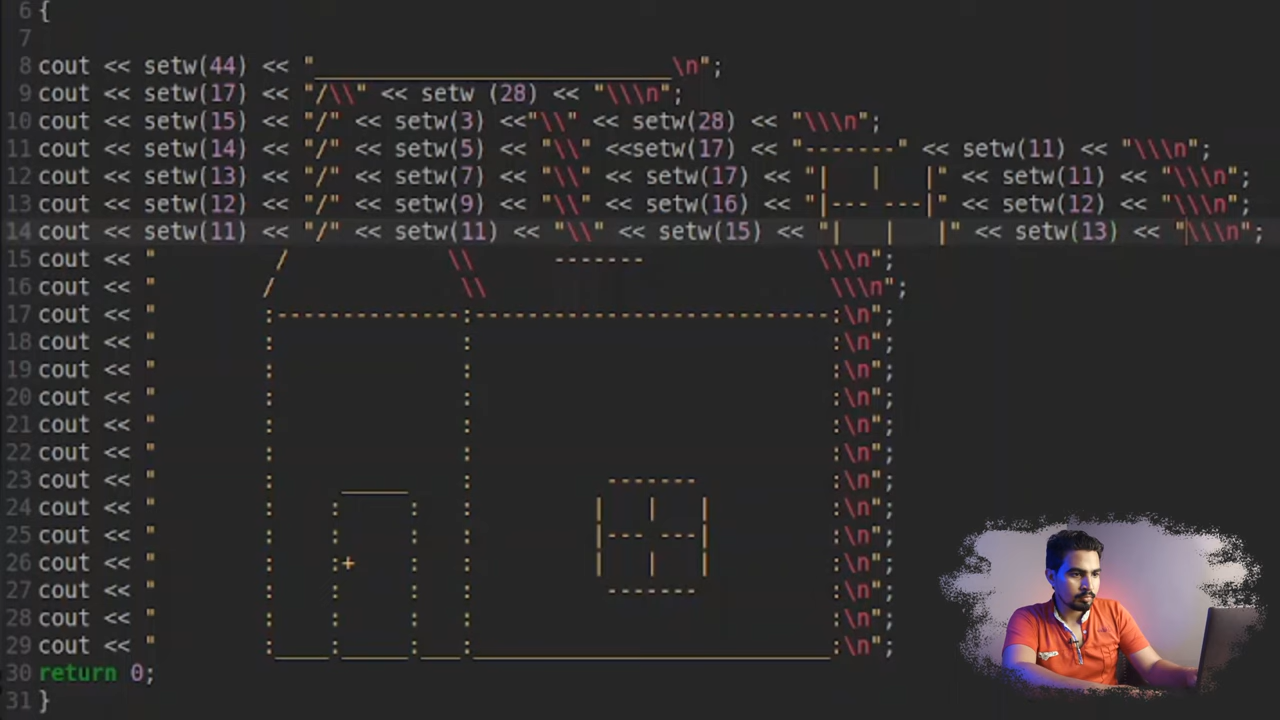 6 {
7
8 cout << setw(44) << "___________________________\n";
9 cout << setw(17) << "/\\" << setw (28) << "\\\n";
10 cout << setw(15) << "/" << setw(3) <<"\\" << setw(28) << "\\\n";
11 cout << setw(14) << "/" << setw(5) << "\\" <<setw(17) << "-------" << setw(11) << "\\\n";
12 cout << setw(13) << "/" << setw(7) << "\\" << setw(17) << "|   |   |" << setw(11) << "\\\n";
13 cout << setw(12) << "/" << setw(9) << "\\" << setw(16) << "|--- ---|" << setw(12) << "\\\n";
14 cout << setw(11) << "/" << setw(11) << "\\" << setw(15) << "|   |   |" << setw(13) << "\\\n";
15 cout << "         /            \\      -------             \\\n";
16 cout << "        /              \\                          \\\n";
17 cout << "        :--------------:---------------------------:\n";
18 cout << "        :              :                           :\n";
19 cout << "        :              :                           :\n";
20 cout << "        :              :                           :\n";
21 cout << "        :              :                           :\n";
22 cout << "        :              :                           :\n";
23 cout << "        :     _____    :          -------          :\n";
24 cout << "        :    :     :   :         |   |   |         :\n";
25 cout << "        :    :     :   :         |--- ---|         :\n";
26 cout << "        :    :+    :   :         |   |   |         :\n";
27 cout << "        :    :     :   :          -------          :\n";
28 cout << "        :    :     :   :                           :\n";
29 cout << "        :____:_____:___:___________________________:\n";
30 return 0;
31 }